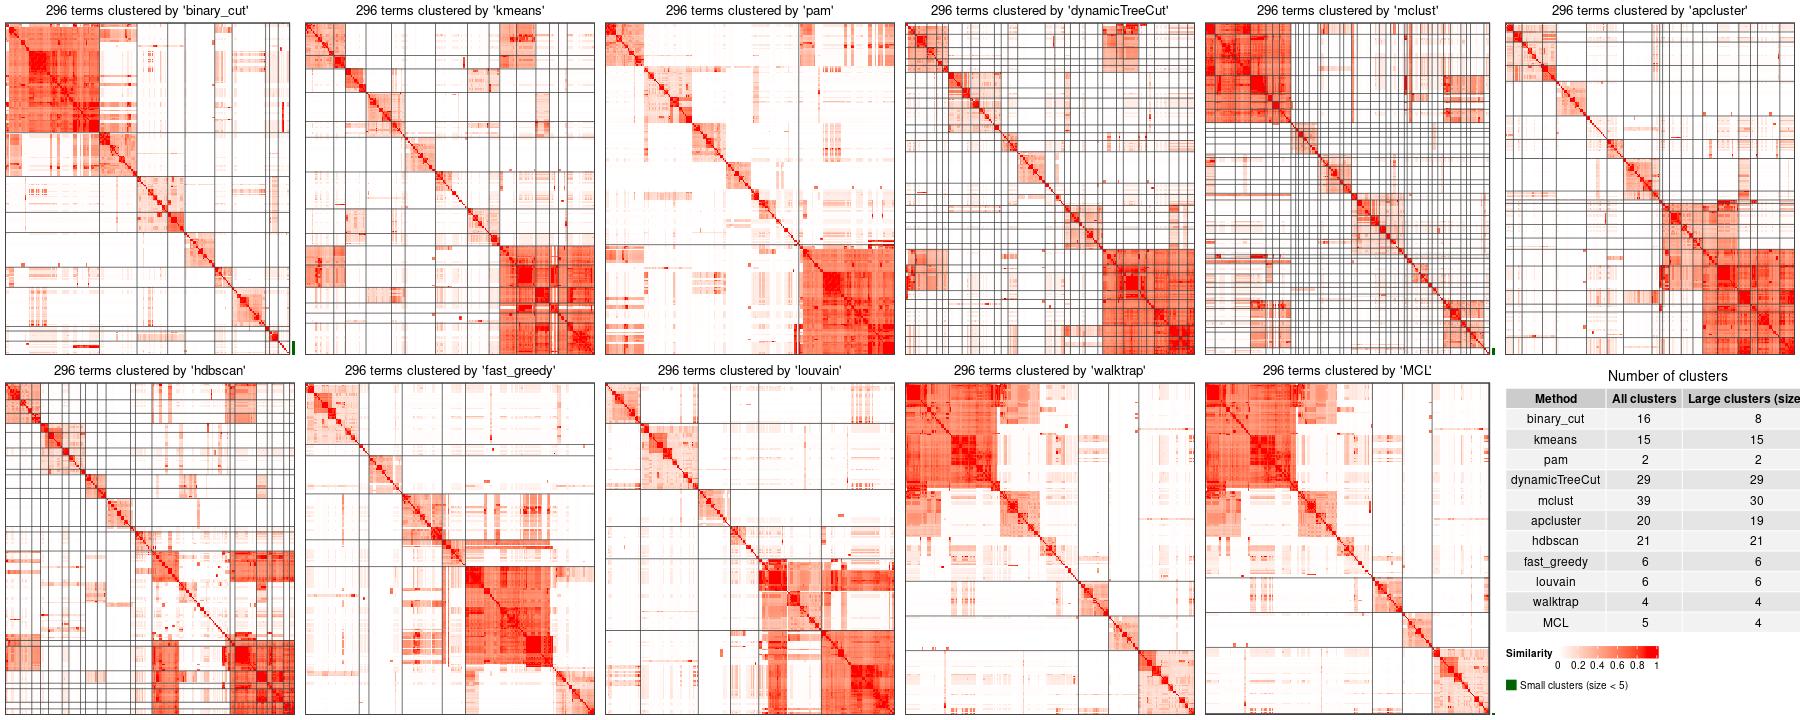 296 terms clustered by 'binary_cut'
296 terms clustered by 'kmeans'
296 terms clustered by 'pam'
296 terms clustered by 'dynamicTreeCut'
296 terms clustered by 'mclust'
296 terms clustered by 'apcluster'
296 terms clustered by 'hdbscan'
296 terms clustered by 'fast_greedy'
296 terms clustered by 'louvain'
296 terms clustered by 'walktrap'
296 terms clustered by 'MCL'
Number of clusters
Method All clusters Large clusters (size
binary_cut 16 8
kmeans 15 15
pam 2 2
dynamicTreeCut 29 29
mclust 39 30
apcluster 20 19
hdbscan 21 21
fast_greedy 6 6
louvain 6 6
walktrap 4 4
MCL 5 4
Similarity
0 0.2 0.4 0.6 0.8 1
Small clusters (size < 5)